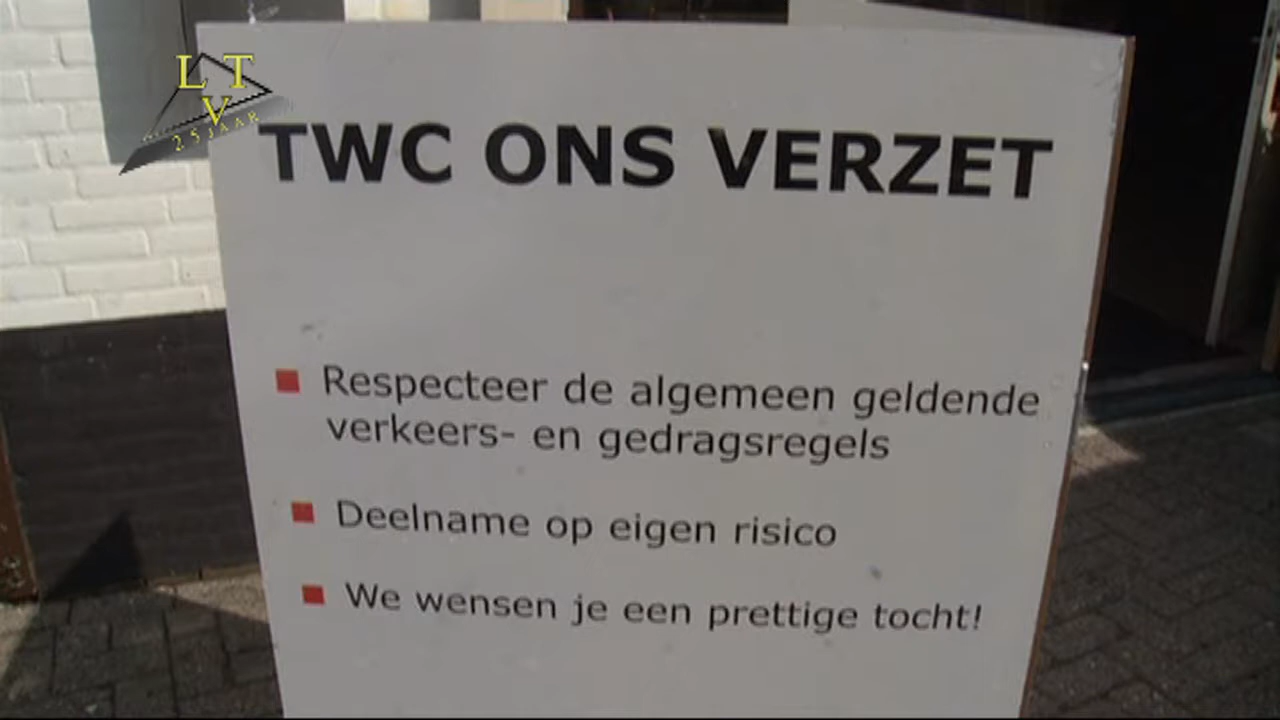 L T
V
25 JAAR
TWC ONS VERZET
Respecteer de algemeen geldende
verkeers- en gedragsregels
Deelname op eigen risico
We wensen je een prettige tocht!